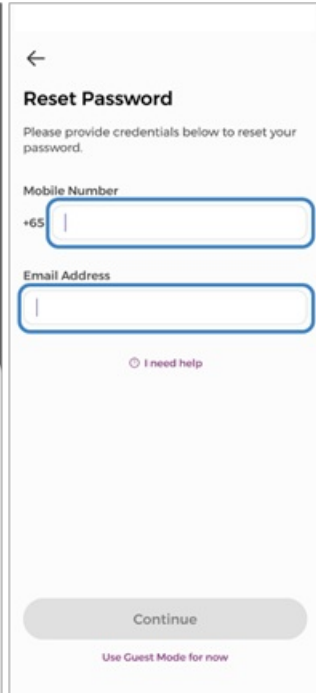 Reset Password
Please provide credentials below to reset your
password.
Mobile Number
+65
Email Address
I need help
Continue
Use Guest Mode for now